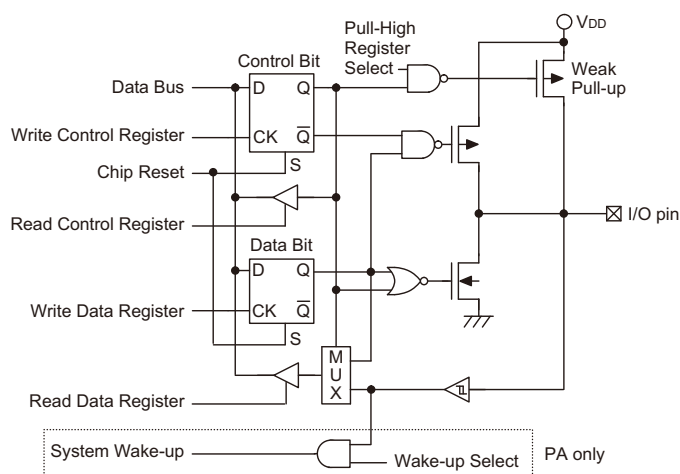 VDD
Pull-High
Register
Select
Control Bit
Weak
Pull-up
Data Bus
D
Q
Write Control Register
CK
Q
S
Chip Reset
Read Control Register
I/O pin
Data Bit
D
Q
Write Data Register
CK
Q
S
M
U
X
Read Data Register
System Wake-up
Wake-up Select
PA only